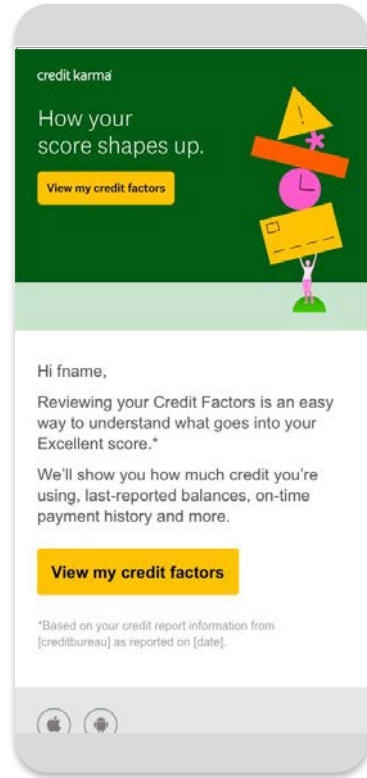 credit karma
How your
score shapes up.
View my credit factors
Hi fname,
Reviewing your Credit Factors is an easy
way to understand what goes into your
Excellent score.*
We'll show you how much credit you're
using, last-reported balances, on-time
payment history and more.
View my credit factors
*Based on your credit report information from
[creditbureau] as reported on [date].